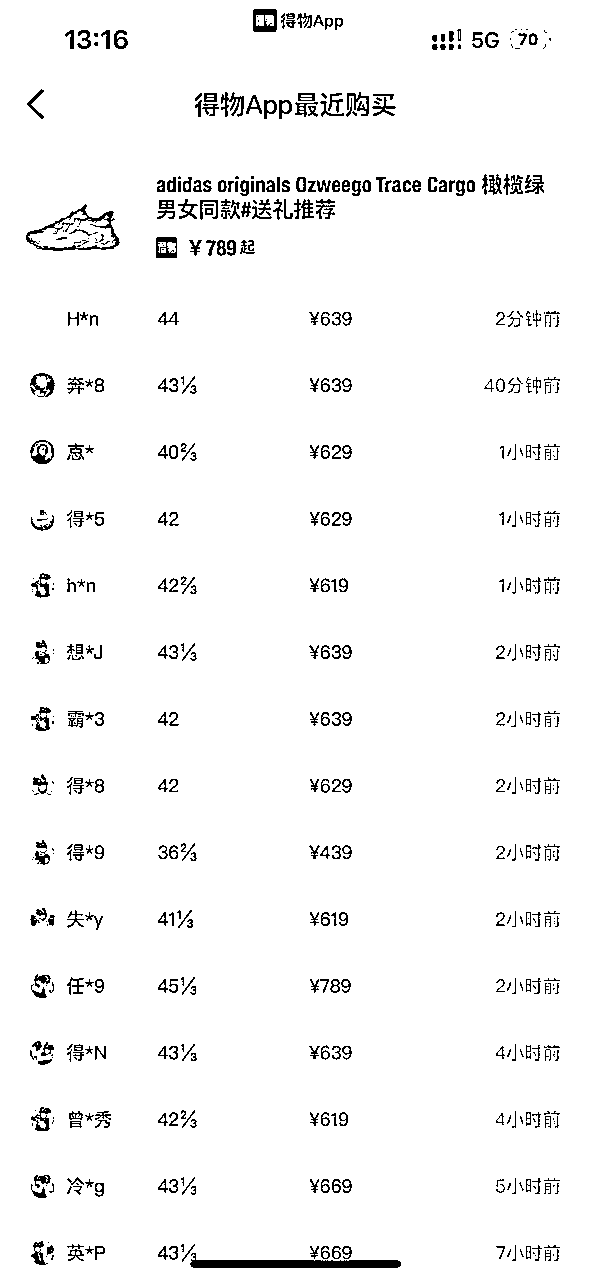 得物App
13:16
5G 70
得物App最近购买
adidas originals Ozweego Trace Cargo 橄榄绿
男女同款#送礼推荐
得物 ¥789起
H*n 44 ¥639 2分钟前
奔*8 43⅓ ¥639 40分钟前
哀* 40⅔ ¥629 1小时前
得*5 42 ¥629 1小时前
h*n 42⅔ ¥619 1小时前
想*J 43⅓ ¥639 2小时前
霸*3 42 ¥639 2小时前
得*8 42 ¥629 2小时前
得*9 36⅔ ¥439 2小时前
失*y 41⅓ ¥619 2小时前
任*9 45⅓ ¥789 2小时前
得*N 43⅓ ¥639 4小时前
曾*秀 42⅔ ¥619 4小时前
冷*g 43⅓ ¥669 5小时前
英*P 43⅓ ¥669 7小时前